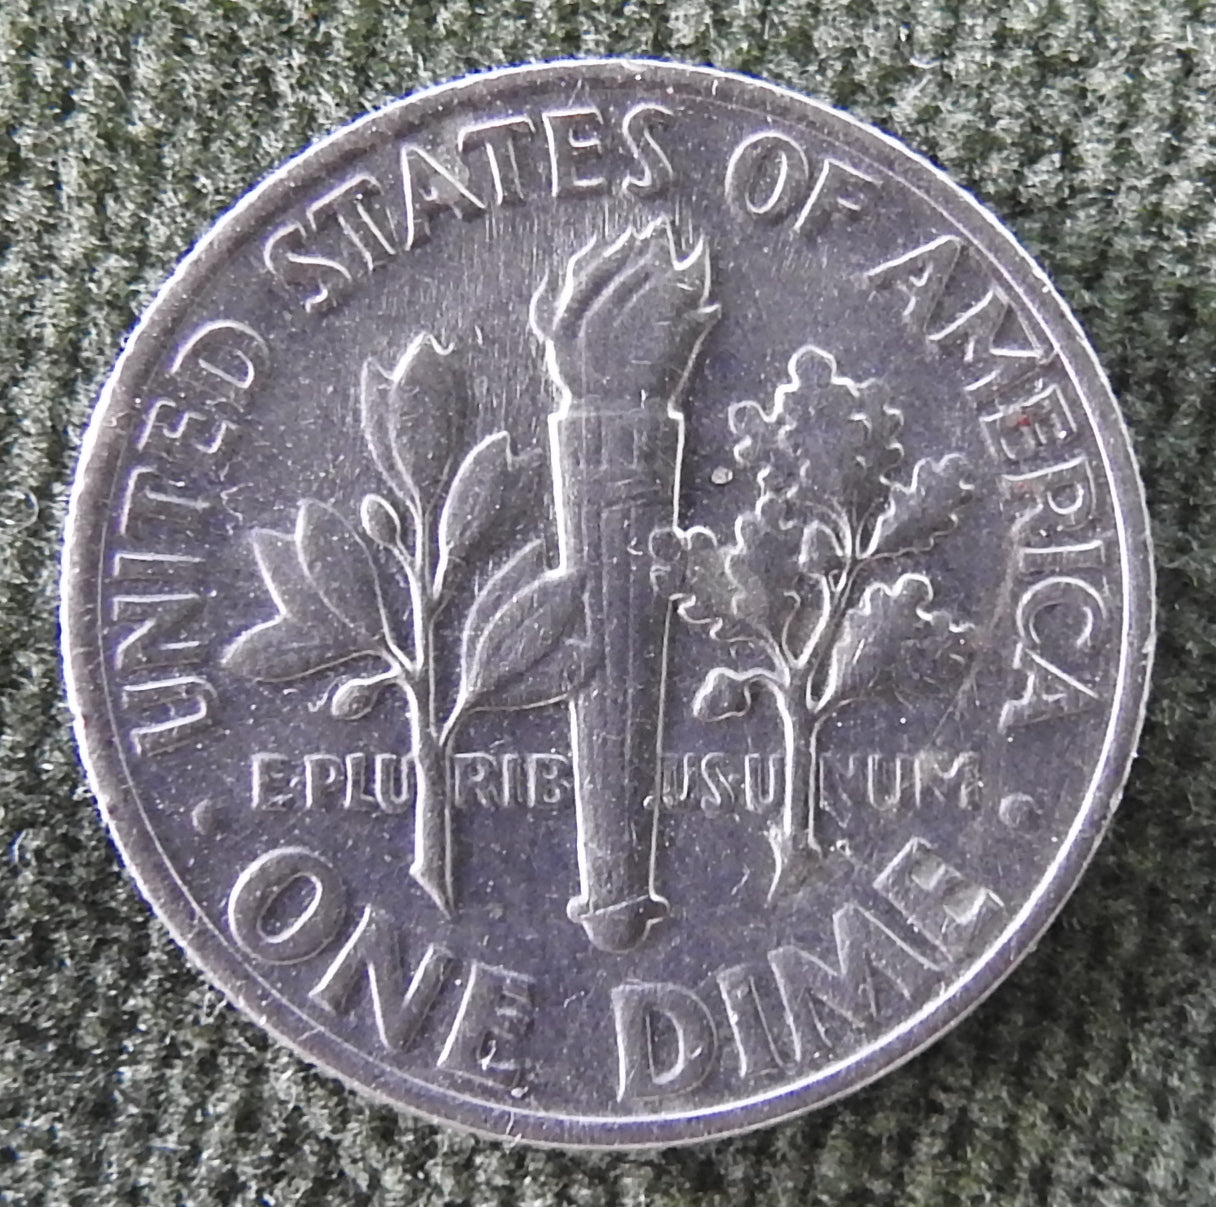 UNITED STATES OF AMERICA
E·PLURIBUS·UNUM
· ONE DIME ·